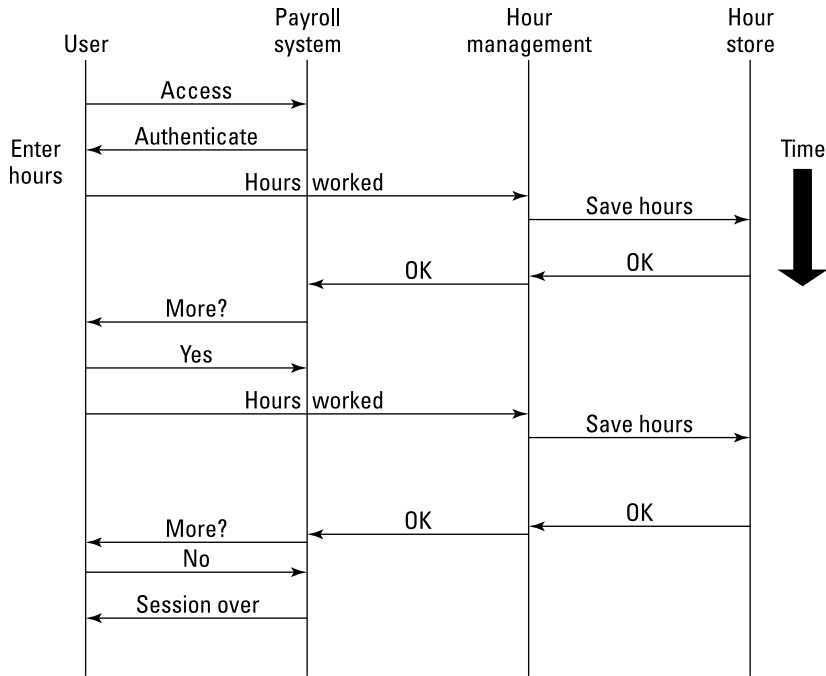 User
Payroll
system
Hour
management
Hour
store
Access
Authenticate
Enter
hours
Time
Hours worked
Save hours
OK
OK
More?
Yes
Hours worked
Save hours
OK
OK
More?
No
Session over